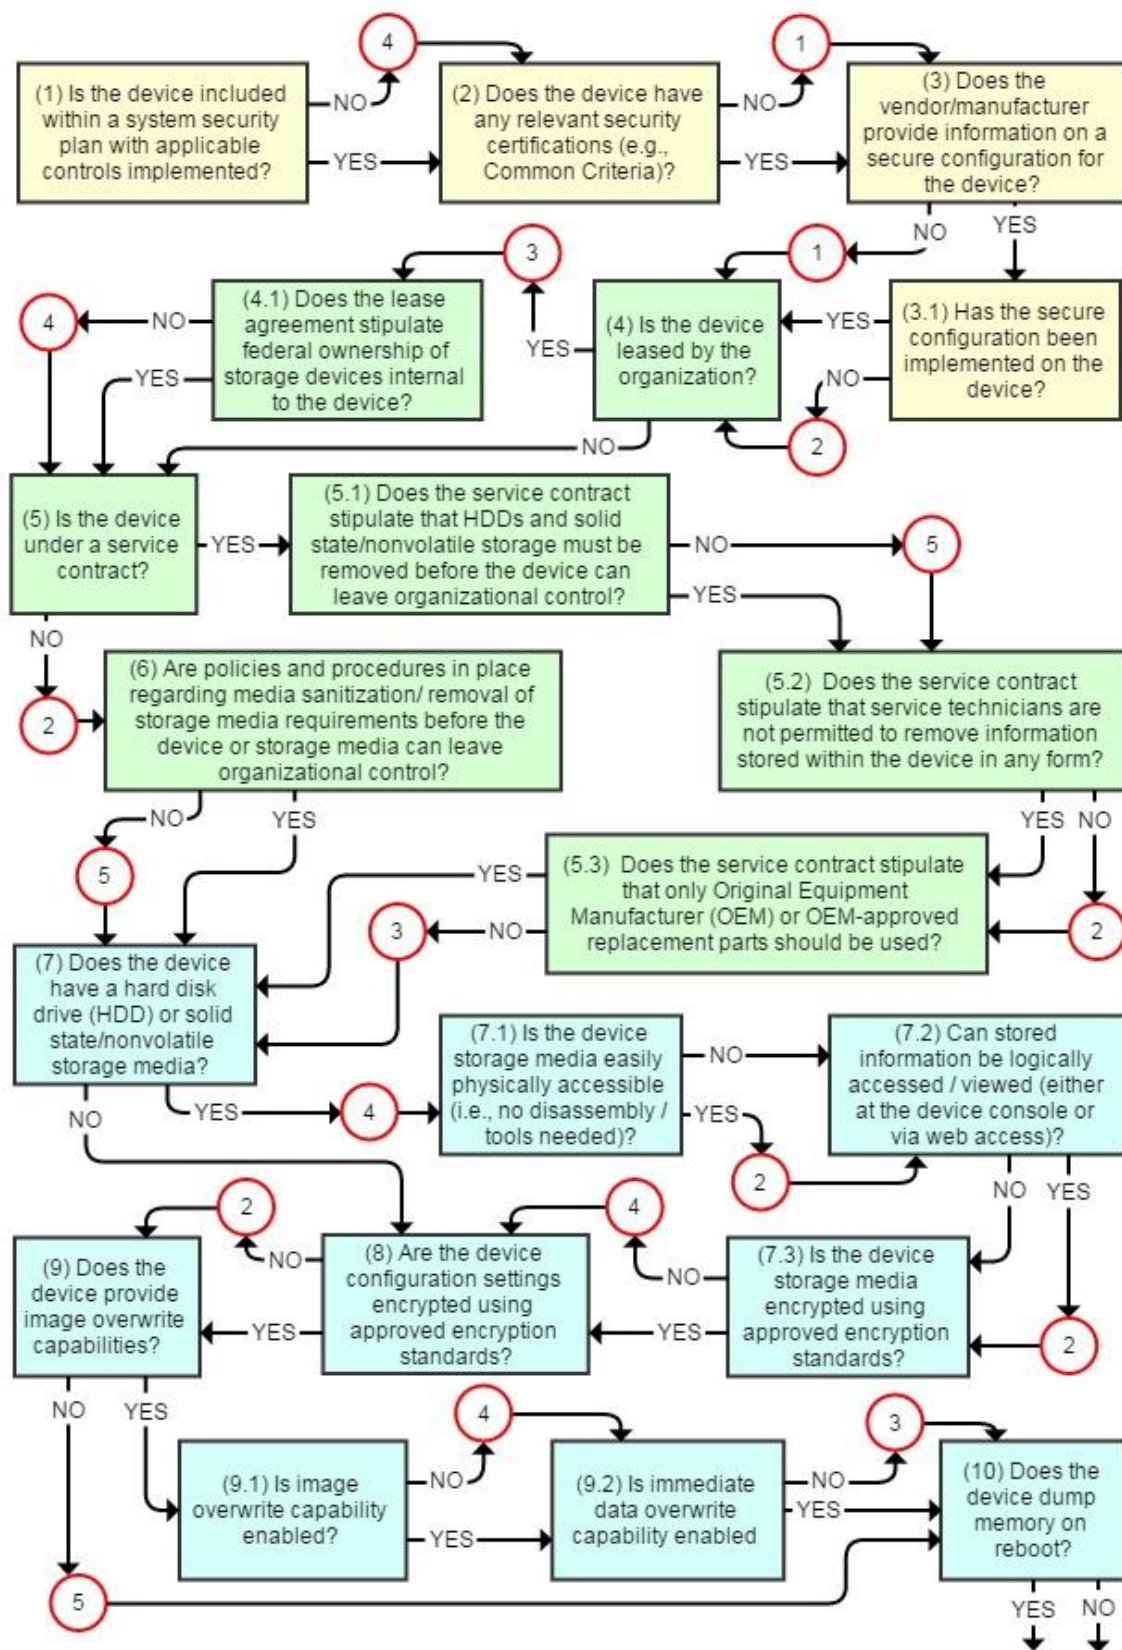 4
1
(1) Is the device included
within a system security
plan with applicable
controls implemented?
NO
YES
(2) Does the device have
any relevant security
certifications (e.g.,
Common Criteria)?
NO
YES
(3) Does the
vendor/manufacturer
provide information on a
secure configuration for
the device?
NO
YES
3
1
4
NO
YES
(4.1) Does the lease
agreement stipulate
federal ownership of
storage devices internal
to the device?
YES
(4) Is the device
leased by the
organization?
YES
NO
(3.1) Has the secure
configuration been
implemented on the
device?
NO
2
(5) Is the device
under a service
contract?
YES
(5.1) Does the service contract
stipulate that HDDs and solid
state/nonvolatile storage must be
removed before the device can
leave organizational control?
NO
YES
5
NO
2
(6) Are policies and procedures in place
regarding media sanitization/ removal of
storage media requirements before the
device or storage media can leave
organizational control?
(5.2) Does the service contract
stipulate that service technicians are
not permitted to remove information
stored within the device in any form?
NO
YES
YES
NO
5
YES
3
NO
(5.3) Does the service contract stipulate
that only Original Equipment
Manufacturer (OEM) or OEM-approved
replacement parts should be used?
2
(7) Does the device
have a hard disk
drive (HDD) or solid
state/nonvolatile
storage media?
NO
YES
4
(7.1) Is the device
storage media easily
physically accessible
(i.e., no disassembly /
tools needed)?
NO
YES
2
(7.2) Can stored
information be logically
accessed / viewed (either
at the device console or
via web access)?
NO
YES
2
4
(9) Does the
device provide
image overwrite
capabilities?
NO
YES
(8) Are the device
configuration settings
encrypted using
approved encryption
standards?
NO
YES
(7.3) Is the device
storage media
encrypted using
approved encryption
standards?
2
NO
YES
4
3
(9.1) Is image
overwrite capability
enabled?
NO
YES
(9.2) Is immediate
data overwrite
capability enabled
NO
YES
(10) Does the
device dump
memory on
reboot?
5
YES
NO